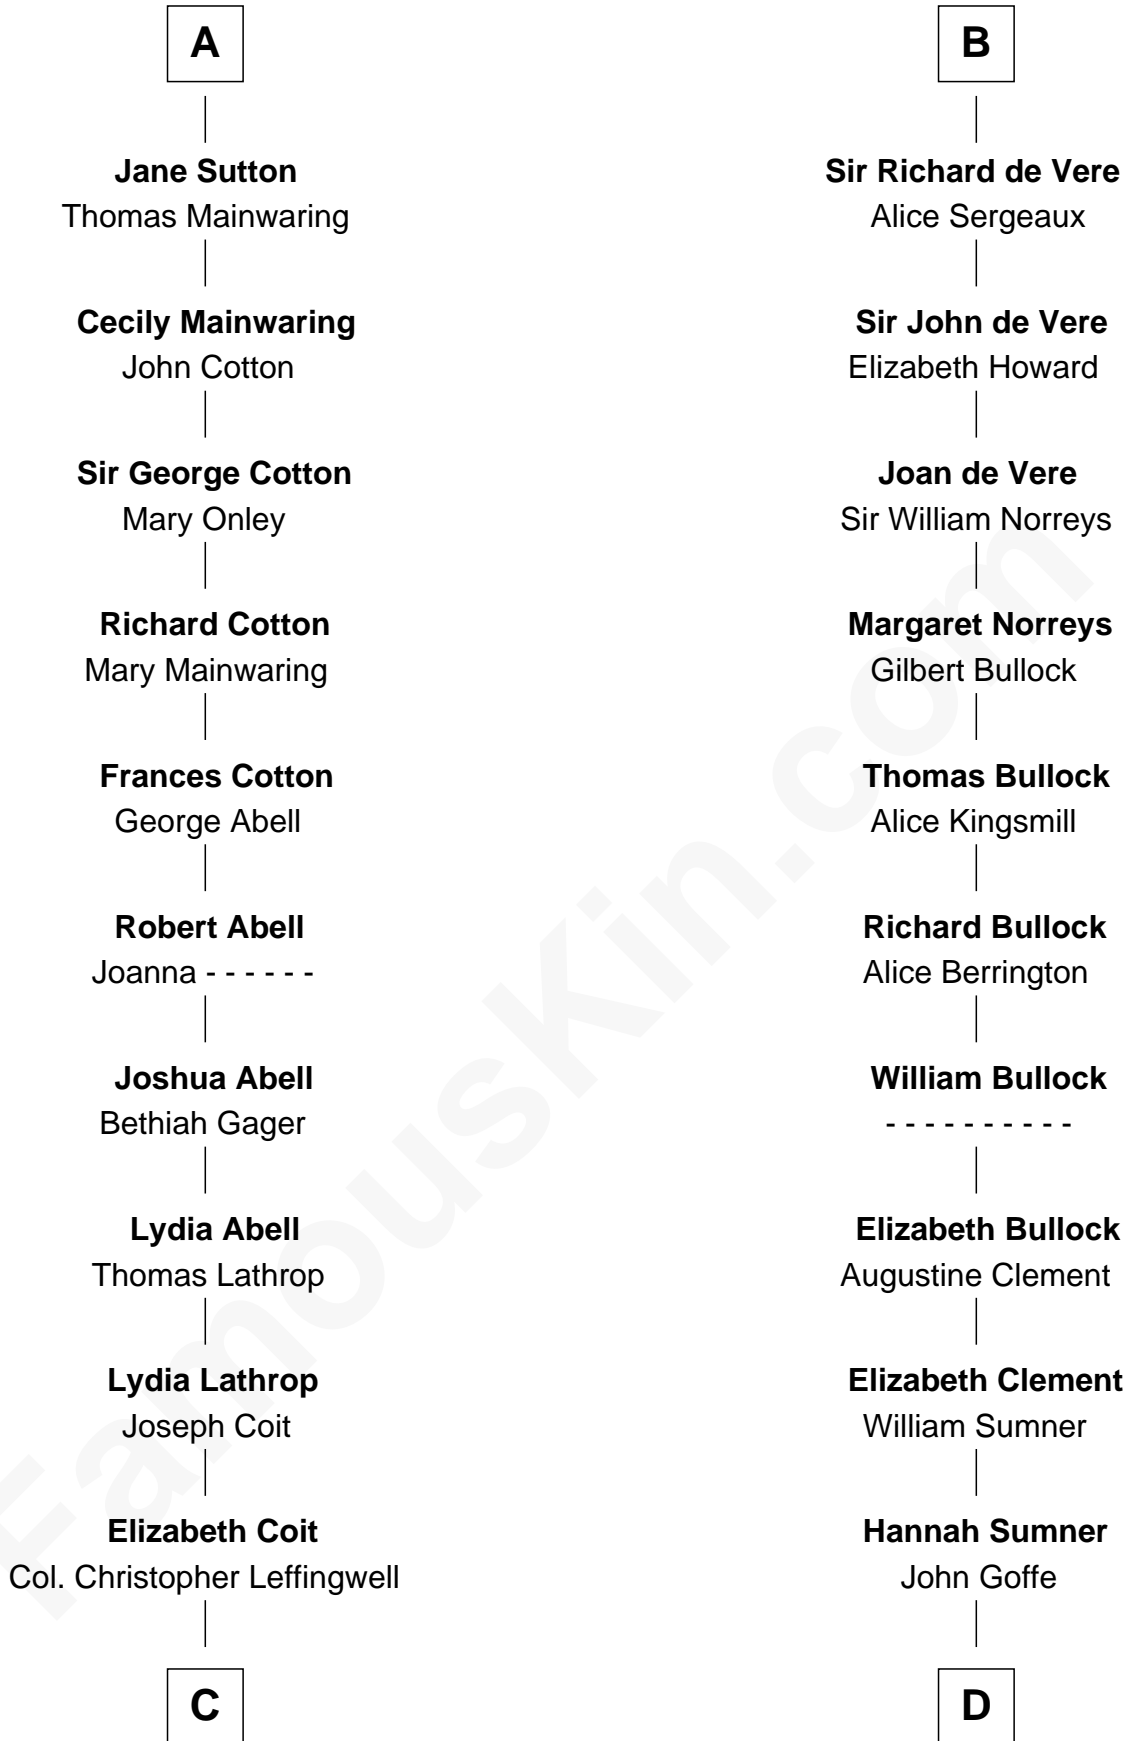 A
Jane Sutton
Thomas Mainwaring
Cecily Mainwaring
John Cotton
Sir George Cotton
Mary Onley
Richard Cotton
Mary Mainwaring
Frances Cotton
George Abell
Robert Abell
Joanna - - - - - -
Joshua Abell
Bethiah Gager
Lydia Abell
Thomas Lathrop
Lydia Lathrop
Joseph Coit
Elizabeth Coit
Col. Christopher Leffingwell
C
B
Sir Richard de Vere
Alice Sergeaux
Sir John de Vere
Elizabeth Howard
Joan de Vere
Sir William Norreys
Margaret Norreys
Gilbert Bullock
Thomas Bullock
Alice Kingsmill
Richard Bullock
Alice Berrington
William Bullock
- - - - - - - - - -
Elizabeth Bullock
Augustine Clement
Elizabeth Clement
William Sumner
Hannah Sumner
John Goffe
D
FamousKin.com